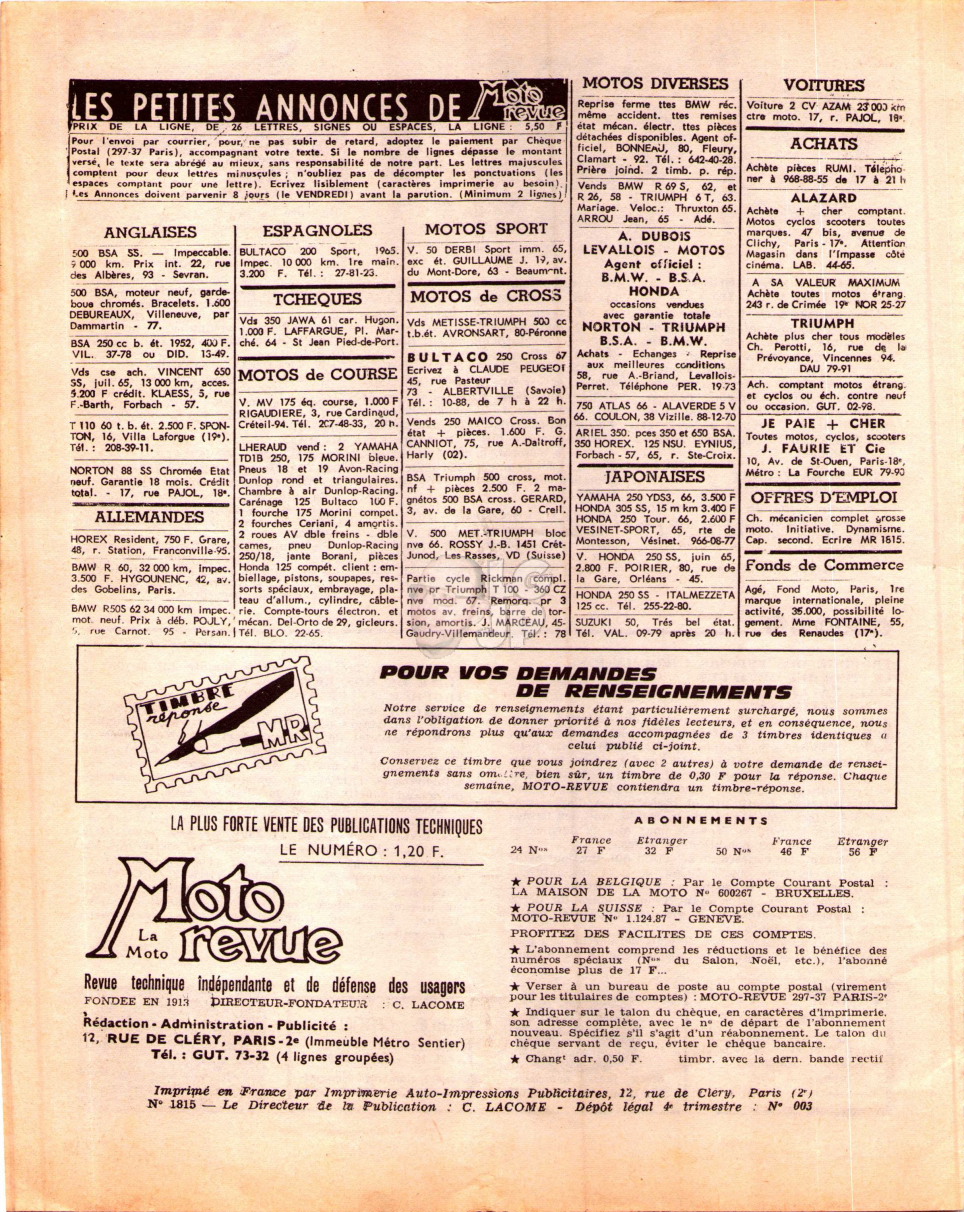 LES PETITES ANNONCES DE Moto revue
PRIX DE LA LIGNE, DE 26 LETTRES, SIGNES OU ESPACES, LA LIGNE : 5,50 F
Pour l'envoi par courrier, pour, ne pas subir de retard, adoptez le paiement par Chèque
Postal (297-37 Paris), accompagnant votre texte. Si le nombre de lignes dépasse le montant
versé, le texte sera abrégé au mieux, sans responsabilité de notre part. Les lettres majuscules
comptent pour deux lettres minuscules ; n'oubliez pas de décompter les ponctuations (les
espaces comptant pour une lettre). Ecrivez lisiblement (caractères imprimerie au besoin).
Les Annonces doivent parvenir 8 jours (le VENDREDI) avant la parution. (Minimum 2 lignes)
ANGLAISES
500 BSA SS. — Impeccable.
9 000 km. Prix int. 22, rue
des Albères, 93 - Sevran.
500 BSA, moteur neuf, garde-
boue chromés. Bracelets. 1.600
DEBUREAUX, Villeneuve, par
Dammartin - 77.
BSA 250 cc b. ét. 1952, 400 F.
VIL. 37-78 ou DID. 13-49.
Vds cse ach. VINCENT 650
SS, juil. 65, 13 000 km, acces.
5.200 F crédit. KLAESS, 5, rue
F.-Barth, Forbach - 57.
T 110 60 t. b. ét. 2.500 F. SPON-
TON, 16, Villa Laforgue (19e).
Tél. : 208-39-11.
NORTON 88 SS Chromée Etat
neuf. Garantie 18 mois. Crédit
total. - 17, rue PAJOL, 18e.
ALLEMANDES
HOREX Resident, 750 F. Grare,
48, r. Station, Franconville-95.
BMW R 60, 32 000 km, impec.
3.500 F. HYGOUNENC, 42, av.
des Gobelins, Paris.
BMW R50S 62 34 000 km impec.
mot. neuf. Prix à déb. POJLY,
5, rue Carnot. 95 - Persan.
ESPAGNOLES
BULTACO 200 Sport, 1965.
Impec. 10 000 km. 1re main.
3.200 F. Tél. : 27-81-23.
TCHEQUES
Vds 350 JAWA 61 car. Hugon.
1.000 F. LAFFARGUE, Pl. Mar-
ché. 64 - St Jean Pied-de-Port.
MOTOS de COURSE
V. MV 175 éq. course, 1.000 F
RIGAUDIERE, 3, rue Cardinaud,
Créteil-94. Tél. 207-48-33, 20 h.
LHERAUD vend : 2 YAMAHA
TD1B 250, 175 MORINI bleue.
Pneus 18 et 19 Avon-Racing
Dunlop rond et triangulaires.
Chambre à air Dunlop-Racing.
Carénage 125 Bultaco 100 F.
1 fourche 175 Morini compet.
2 fourches Ceriani, 4 amortis.
2 roues AV dble freins - dble
cames, pneu Dunlop-Racing
250/18, jante Borani, pièces
Honda 125 compét. client : em-
biellage, pistons, soupapes, res-
sorts spéciaux, embrayage, pla-
teau d'allum., cylindre, câble-
rie. Compte-tours électron. et
mécan. Del-Orto de 29, gicleurs.
Tél. BLO. 22-65.
MOTOS SPORT
V. 50 DERBI Sport imm. 65,
exc ét. GUILLAUME J. 19, av.
du Mont-Dore, 63 - Beaumont.
MOTOS de CROSS
Vds METISSE-TRIUMPH 500 cc
t.b.ét. AVRONSART, 80-Péronne
BULTACO 250 Cross 67
Ecrivez à CLAUDE PEUGEOT
45, rue Pasteur
73 - ALBERTVILLE (Savoie)
Tél. : 10-88, de 7 h à 22 h.
Vends 250 MAICO Cross. Bon
état + pièces. 1.600 F. G.
CANNIOT, 75, rue A.-Daltroff,
Harly (02).
BSA Triumph 500 cross, mot.
nf + pièces 2.500 F. 2 ma-
gnétos 500 BSA cross. GERARD,
3, av. de la Gare, 60 - Creil.
V. 500 MET.-TRIUMPH bloc
nve 66. ROSSY J.-B. 1451 Crêt-
Junod, Les-Rasses, VD (Suisse)
Partie cycle Rickman compl.
nve pr Triumph T 100 - 360 CZ
nve mod. 67. Remorq. pr 3
motos av. freins, barre de tor-
sion, amortis. J. MARCEAU, 45-
Gaudry-Villemandeur. Tél. : 78
MOTOS DIVERSES
Reprise ferme ttes BMW réc.
même accident. ttes remises
état mécan. électr. ttes pièces
détachées disponibles. Agent of-
ficiel, BONNEAU, 80, Fleury,
Clamart - 92. Tél. : 642-40-28.
Prière joind. 2 timb. p. rép.
Vends BMW R 69 S, 62, et
R 26, 58 - TRIUMPH 6 T, 63.
Mariage. Veloc.: Thruxton 65.
ARROU Jean, 65 - Adé.
A. DUBOIS
LEVALLOIS - MOTOS
Agent officiel :
B.M.W. - B.S.A.
HONDA
occasions vendues
avec garantie totale
NORTON - TRIUMPH
B.S.A. - B.M.W.
Achats - Echanges - Reprise
aux meilleures conditions
58, rue A.-Briand, Levallois-
Perret. Téléphone PER. 19-73
750 ATLAS 66 - ALAVERDE 5 V
66. COULON, 38 Vizille. 88-12-70
ARIEL 350. pces 350 et 650 BSA.
350 HOREX. 125 NSU. EYNIUS,
Forbach - 57, 65, r. Ste-Croix.
JAPONAISES
YAMAHA 250 YDS3, 66, 3.500 F
HONDA 305 SS, 15 m km 3.400 F
HONDA 250 Tour. 66, 2.600 F
VESINET-SPORT, 65, rte de
Montesson, Vésinet. 966-08-77
V. HONDA 250 SS, juin 65,
2.800 F. POIRIER, 80, rue de
la Gare, Orléans - 45.
HONDA 250 SS - ITALMEZZETA
125 cc. Tél. 255-22-80.
SUZUKI 50, Trés bel état.
Tél. VAL. 09-79 après 20 h.
VOITURES
Voiture 2 CV AZAM 23 000 km
ctre moto. 17, r. PAJOL, 18e.
ACHATS
Achète pièces RUMI. Télépho-
ner à 968-88-55 de 17 à 21 h
ALAZARD
Achète + cher comptant.
Motos cyclos scooters toutes
marques. 47 bis, avenue de
Clichy, Paris - 17e. Attention
Magasin dans l'Impasse côté
cinéma. LAB. 44-65.
A SA VALEUR MAXIMUM
Achète toutes motos étrang.
243 r. de Crimée 19e NOR 25-27
TRIUMPH
Achète plus cher tous modèles
Ch. Perotti, 16, rue de la
Prévoyance, Vincennes 94.
DAU 79-91
Ach. comptant motos étrang.
et cyclos ou éch. contre neuf
ou occasion. GUT. 02-98.
JE PAIE + CHER
Toutes motos, cyclos, scooters
J. FAURIE ET Cie
10, Av. de St-Ouen, Paris-18e,
Métro : La Fourche EUR 79-90
OFFRES D'EMPLOI
Ch. mécanicien complet grosse
moto. Initiative. Dynamisme.
Cap. second. Ecrire MR 1815.
Fonds de Commerce
Agé, Fond Moto, Paris, 1re
marque internationale, pleine
activité, 35.000, possibilité lo-
gement. Mme FONTAINE, 55,
rue des Renaudes (17e).
TIMBRE
réponse
MR
POUR VOS DEMANDES
DE RENSEIGNEMENTS
Notre service de renseignements étant particulièrement surchargé, nous sommes
dans l'obligation de donner priorité à nos fidèles lecteurs, et en conséquence, nous
ne répondrons plus qu'aux demandes accompagnées de 3 timbres identiques a
celui publié ci-joint.
Conservez ce timbre que vous joindrez (avec 2 autres) à votre demande de rensei-
gnements sans omettre, bien sûr, un timbre de 0,30 F pour la réponse. Chaque
semaine, MOTO-REVUE contiendra un timbre-réponse.
LA PLUS FORTE VENTE DES PUBLICATIONS TECHNIQUES
LE NUMÉRO : 1,20 F.
La Moto
Moto revue
Revue technique indépendante et de défense des usagers
FONDEE EN 1913 DIRECTEUR-FONDATEUR : C. LACOME
Rédaction - Administration - Publicité :
12, RUE DE CLÉRY, PARIS-2e (Immeuble Métro Sentier)
Tél. : GUT. 73-32 (4 lignes groupées)
ABONNEMENTS
France Etranger France Etranger
24 Nos 27 F 32 F 50 Nos 46 F 56 F
★ POUR LA BELGIQUE : Par le Compte Courant Postal :
LA MAISON DE LA MOTO No 600267 - BRUXELLES.
★ POUR LA SUISSE : Par le Compte Courant Postal :
MOTO-REVUE No 1.124.87 - GENEVE.
PROFITEZ DES FACILITES DE CES COMPTES.
★ L'abonnement comprend les réductions et le bénéfice des
numéros spéciaux (Nos du Salon, Noël, etc.), l'abonné
économise plus de 17 F...
★ Verser à un bureau de poste au compte postal (virement
pour les titulaires de comptes) : MOTO-REVUE 297-37 PARIS-2e
★ Indiquer sur le talon du chèque, en caractères d'imprimerie.
son adresse complète, avec le no de départ de l'abonnement
nouveau. Spécifiez s'il s'agit d'un réabonnement. Le talon du
chèque servant de reçu, éviter le chèque bancaire.
★ Changt adr. 0,50 F. timbr. avec la dern. bande rectif
Imprimé en France par Imprimerie Auto-Impressions Publicitaires, 12, rue de Cléry, Paris (2e)
No 1815 — Le Directeur de la Publication : C. LACOME - Dépôt légal 4e trimestre : No 003